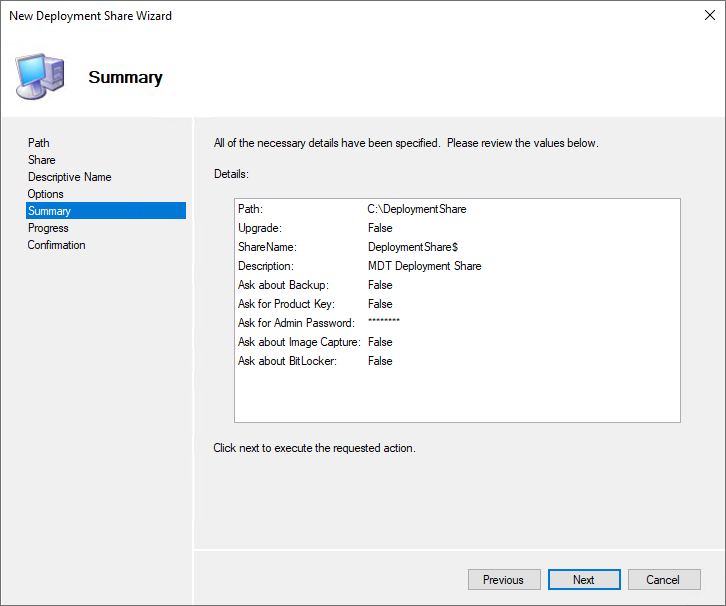 New Deployment Share Wizard
Summary
Path
Share
Descriptive Name
Options
Summary
Progress
Confirmation
All of the necessary details have been specified.  Please review the values below.
Details:
Path: C:\DeploymentShare
Upgrade: False
ShareName: DeploymentShare$
Description: MDT Deployment Share
Ask about Backup: False
Ask for Product Key: False
Ask for Admin Password: ********
Ask about Image Capture: False
Ask about BitLocker: False
Click next to execute the requested action.
Previous Next Cancel